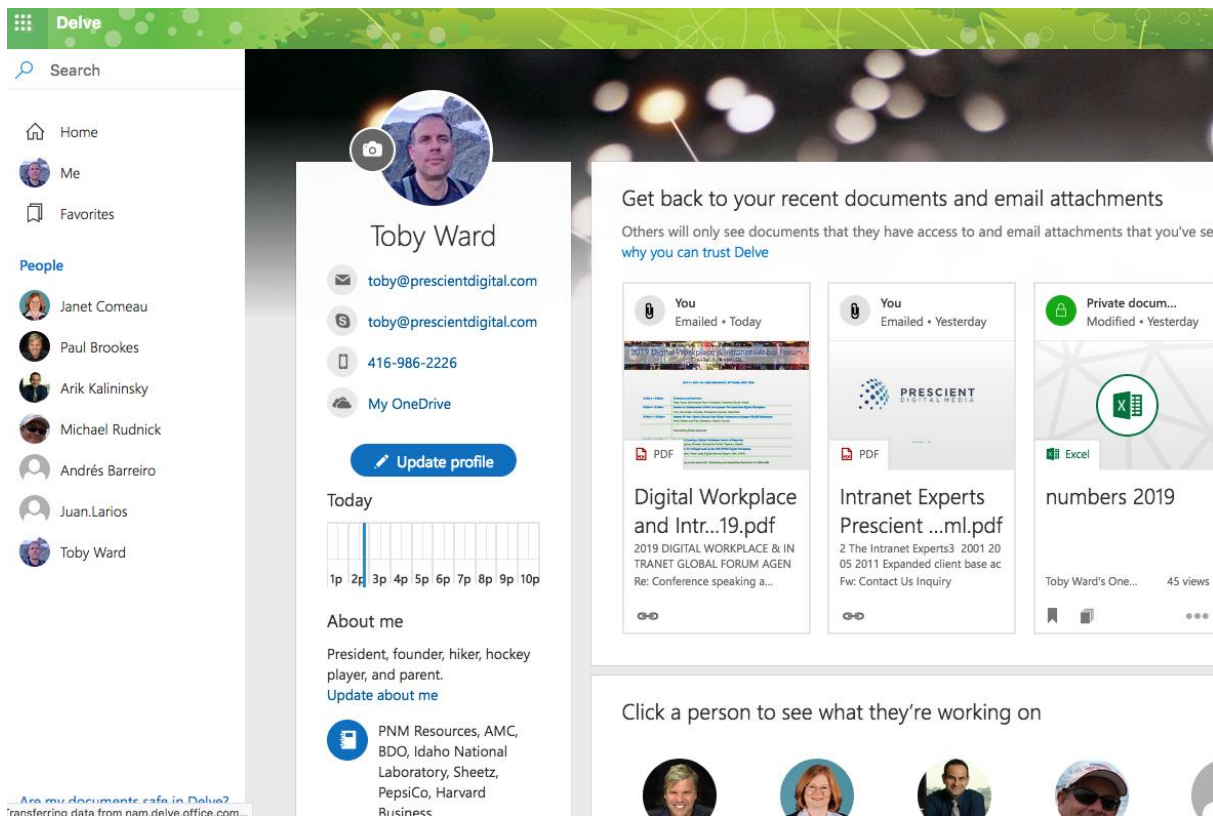 Delve
Search
Home
Me
Favorites
People
Janet Comeau
Paul Brookes
Arik Kalininsky
Michael Rudnick
Andrés Barreiro
Juan.Larios
Toby Ward
Are my documents safe in Delve?
Transferring data from nam.delve.office.com...
Toby Ward
toby@prescientdigital.com
toby@prescientdigital.com
416-986-2226
My OneDrive
Update profile
Today
1p 2p 3p 4p 5p 6p 7p 8p 9p 10p
About me
President, founder, hiker, hockey
player, and parent.
Update about me
PNM Resources, AMC,
BDO, Idaho National
Laboratory, Sheetz,
PepsiCo, Harvard
Business
Get back to your recent documents and email attachments
Others will only see documents that they have access to and email attachments that you've se
why you can trust Delve
You
Emailed • Today
2019 Digital Workplace & Intranet Global Forum
PDF
Digital Workplace
and Intr...19.pdf
2019 DIGITAL WORKPLACE & IN
TRANET GLOBAL FORUM AGEN
Re: Conference speaking a...
You
Emailed • Yesterday
PRESCIENT
DIGITAL MEDIA
PDF
Intranet Experts
Prescient ...ml.pdf
2 The Intranet Experts3 2001 20
05 2011 Expanded client base ac
Fw: Contact Us Inquiry
Private docum...
Modified • Yesterday
Excel
numbers 2019
Toby Ward's One... 45 views
Click a person to see what they're working on